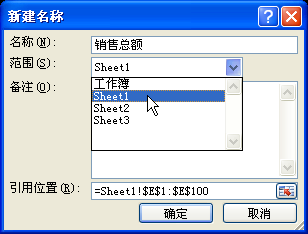 新建名称
名称(N):
销售总额
范围(S):
Sheet1
工作簿
Sheet1
Sheet2
Sheet3
备注(O):
引用位置(R):
=Sheet1!$E$1:$E$100
确定
取消